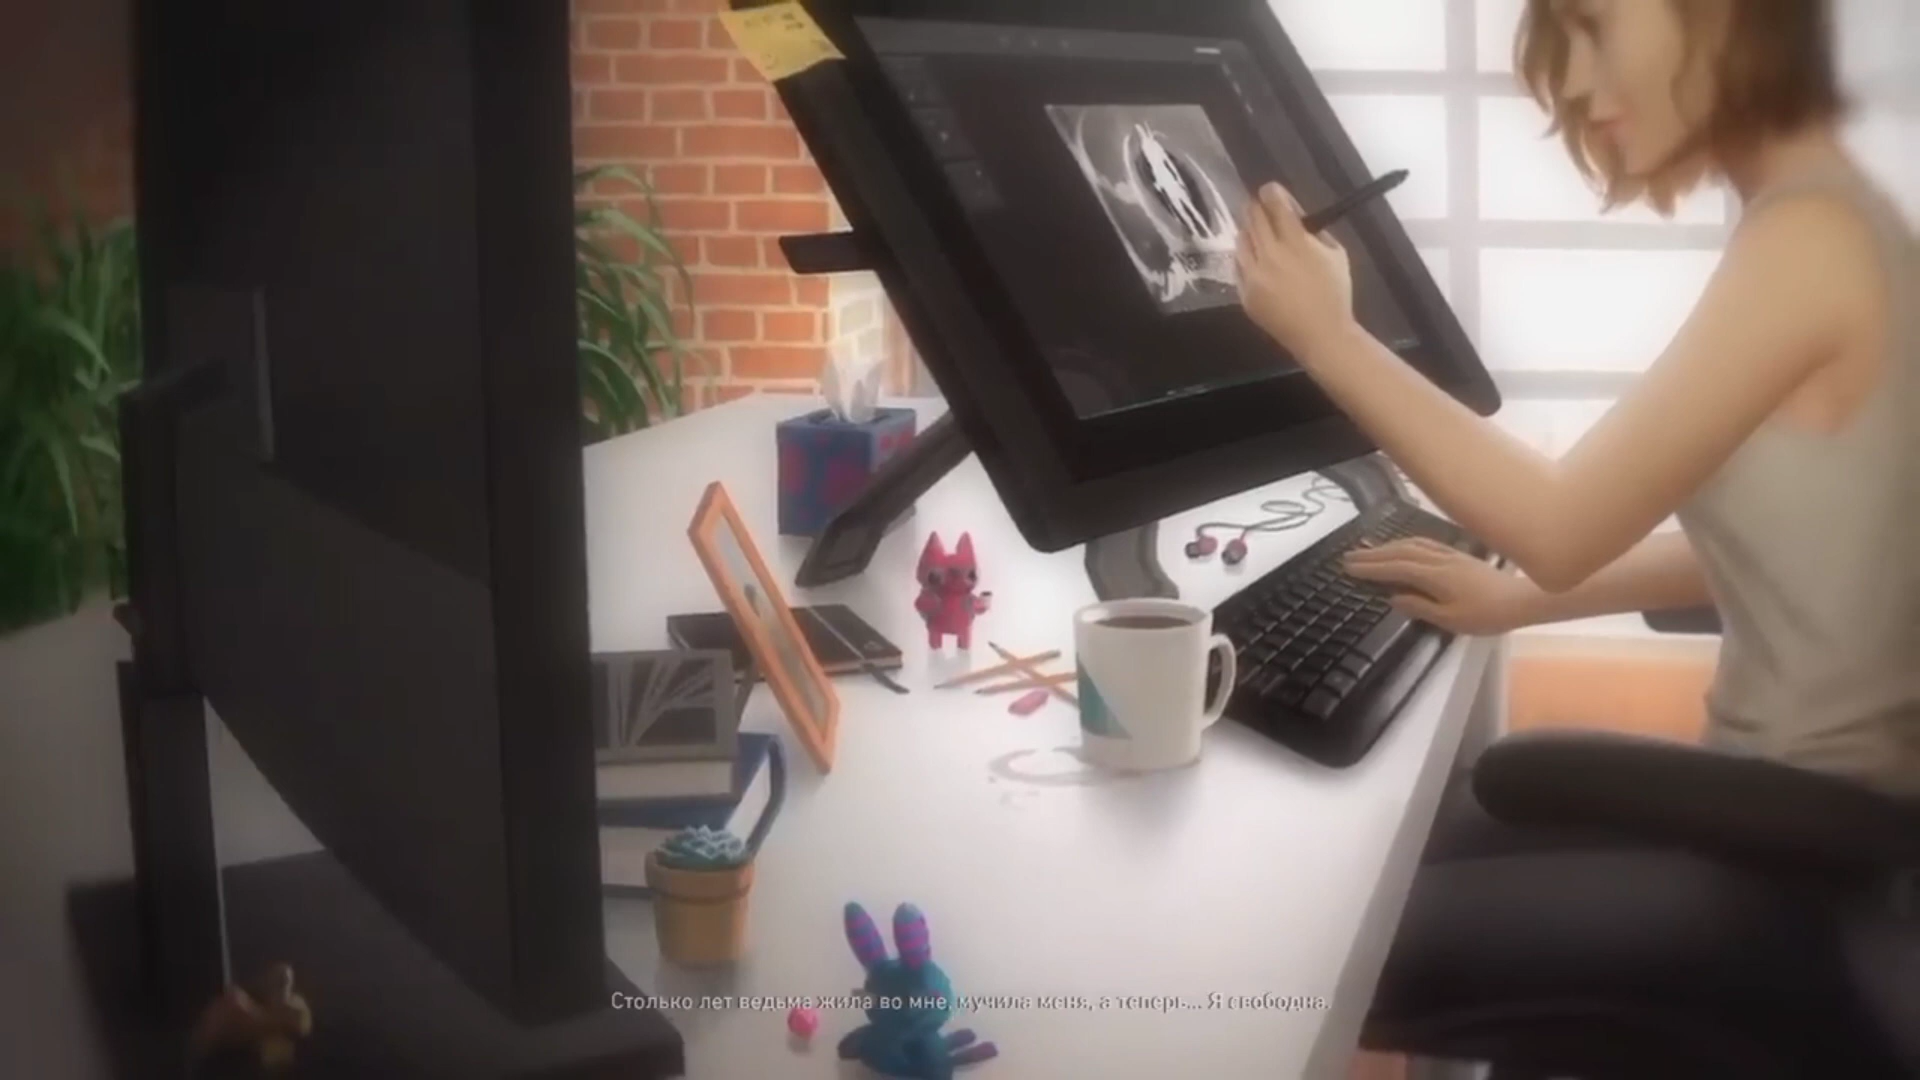 Столько лет ведьма жила во мне, мучила меня, а теперь... Я свободна.